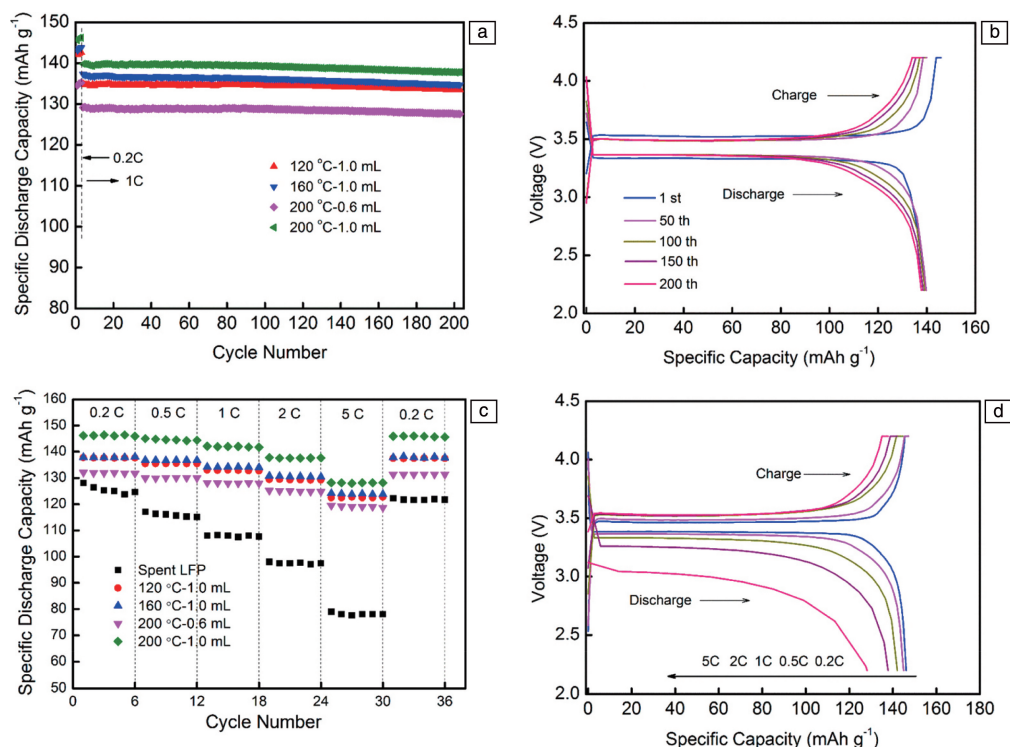 a
Specific Discharge Capacity (mAh g⁻¹)
150
140
130
120
110
100
90
80
0.2C
1C
120 °C-1.0 mL
160 °C-1.0 mL
200 °C-0.6 mL
200 °C-1.0 mL
0 20 40 60 80 100 120 140 160 180 200
Cycle Number
b
Voltage (V)
4.5
4.0
3.5
3.0
2.5
2.0
Charge
Discharge
1 st
50 th
100 th
150 th
200 th
0 20 40 60 80 100 120 140 160
Specific Capacity (mAh g⁻¹)
c
Specific Discharge Capacity (mAh g⁻¹)
160
150
140
130
120
110
100
90
80
70
60
50
0.2 C 0.5 C 1 C 2 C 5 C 0.2 C
Spent LFP
120 °C-1.0 mL
160 °C-1.0 mL
200 °C-0.6 mL
200 °C-1.0 mL
0 6 12 18 24 30 36
Cycle Number
d
Voltage (V)
4.5
4.0
3.5
3.0
2.5
2.0
Charge
Discharge
5C 2C 1C 0.5C 0.2C
0 20 40 60 80 100 120 140 160 180
Specific Capacity (mAh g⁻¹)